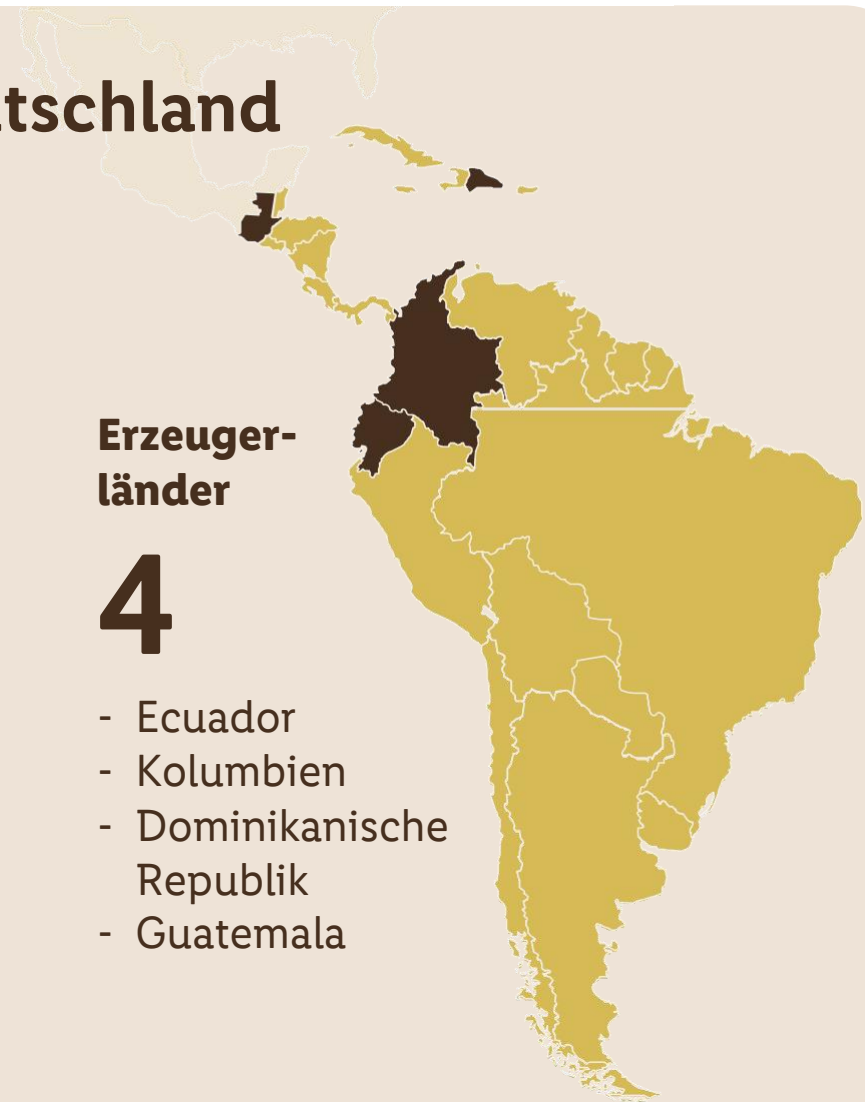 tschland
Erzeuger-
länder
4
- Ecuador
- Kolumbien
- Dominikanische
Republik
- Guatemala